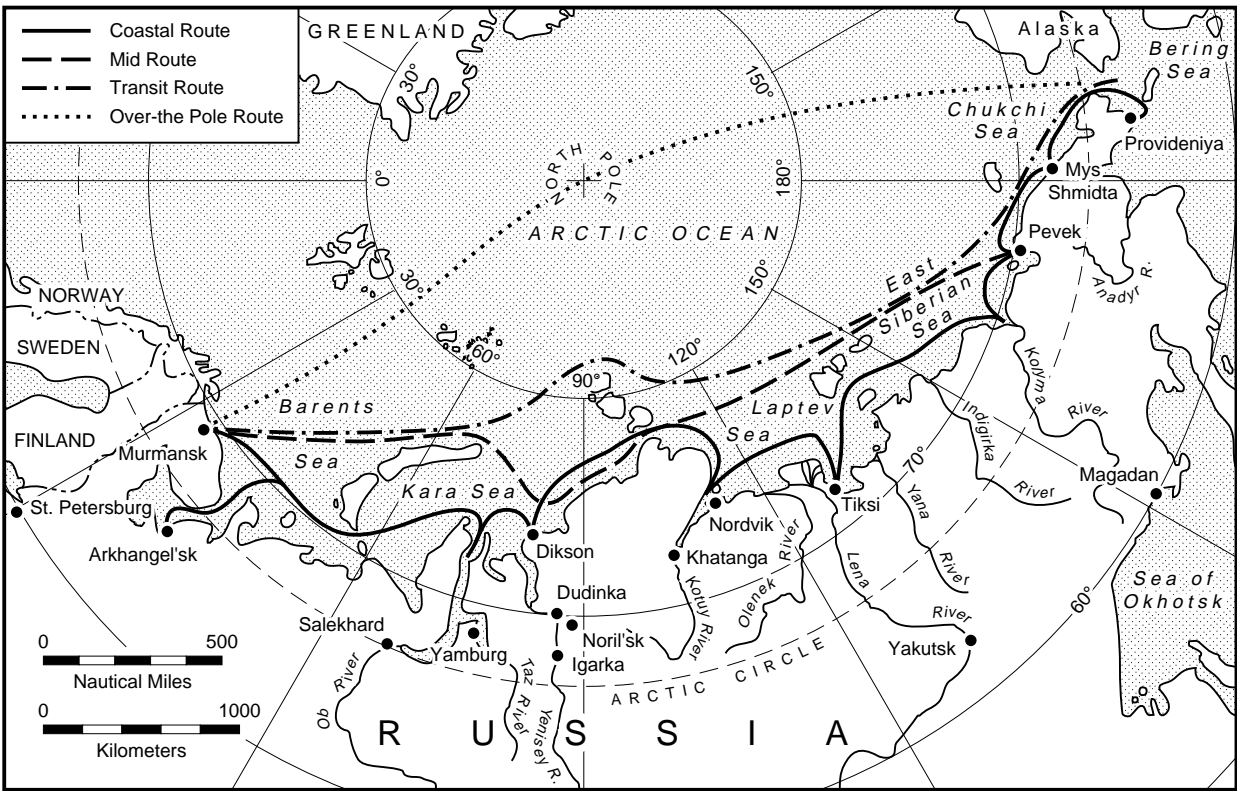 Coastal Route
Mid Route
Transit Route
Over-the Pole Route
GREENLAND
Alaska
Bering
Sea
30°
150°
Chukchi
Sea
Provideniya
NORTH
POLE
0°
180°
Mys
Shmidta
ARCTIC OCEAN
Pevek
30°
150°
East
Siberian
Sea
Anadyr R.
NORWAY
SWEDEN
60°
120°
90°
Kolyma
River
Barents
Sea
Laptev
Sea
Indigirka
River
FINLAND
Murmansk
70°
Magadan
Kara Sea
St. Petersburg
Tiksi
Yana
River
Nordvik
Arkhangel'sk
Dikson
Khatanga
Olenek
River
Lena
River
Sea of
Okhotsk
60°
Kotuy River
Dudinka
Salekhard
Noril'sk
Yamburg
Igarka
Yakutsk
0 500
Nautical Miles
Ob
River
Taz
River
Yenisey R.
ARCTIC CIRCLE
0 1000
Kilometers
RUSSIA